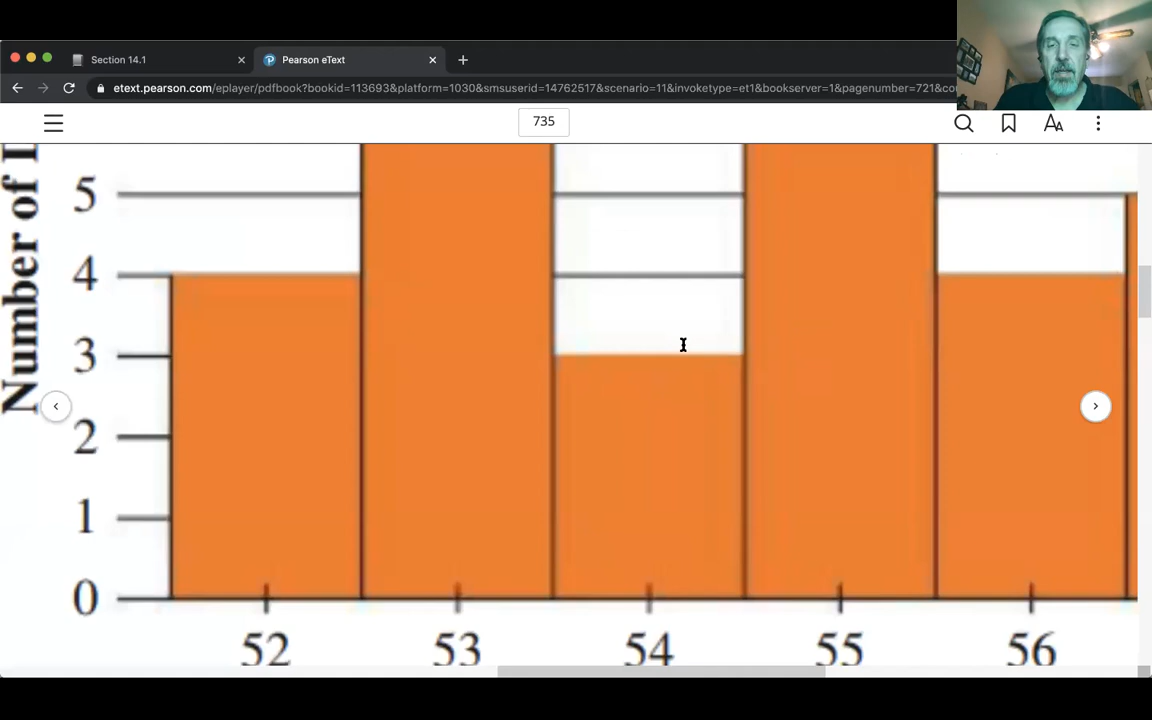 Section 14.1
Pearson eText
etext.pearson.com/eplayer/pdfbook?bookid=113693&platform=1030&smsuserid=14762517&scenario=11&invoketype=et1&bookserver=1&pagenumber=721&co
735
AA
Number of
5
4
3
2
1
0
52 53 54 55 56